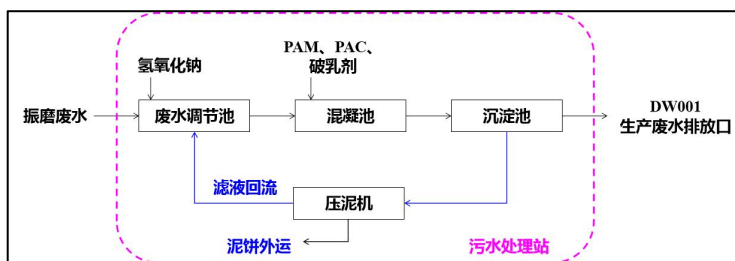 氢氧化钠
PAM、PAC、
破乳剂
振磨废水
废水调节池
混凝池
沉淀池
DW001
生产废水排放口
滤液回流
压泥机
泥饼外运
污水处理站